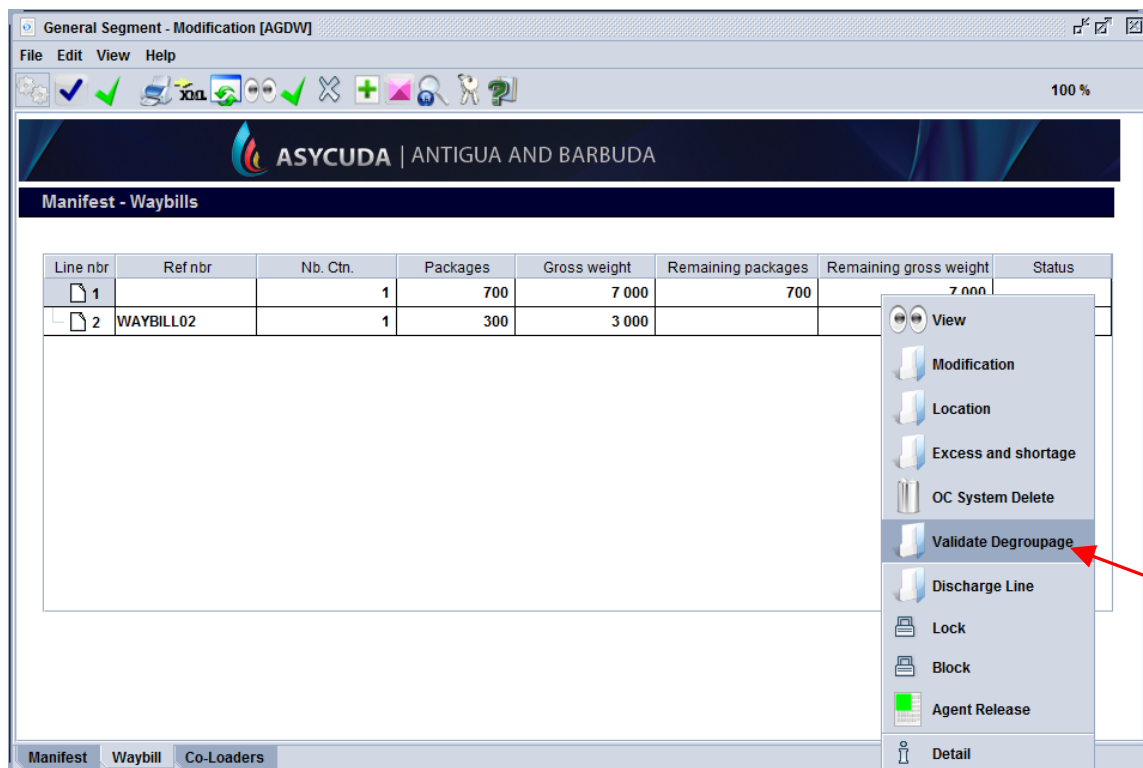 General Segment - Modification [AGDW]
File Edit View Help
XML
100 %
ASYCUDA | ANTIGUA AND BARBUDA
Manifest - Waybills
Line nbr Ref nbr Nb. Ctn. Packages Gross weight Remaining packages Remaining gross weight Status
1 1 700 7 000 700 7 000
2 WAYBILL02 1 300 3 000
View
Modification
Location
Excess and shortage
OC System Delete
Validate Degroupage
Discharge Line
Lock
Block
Agent Release
Detail
Manifest Waybill Co-Loaders